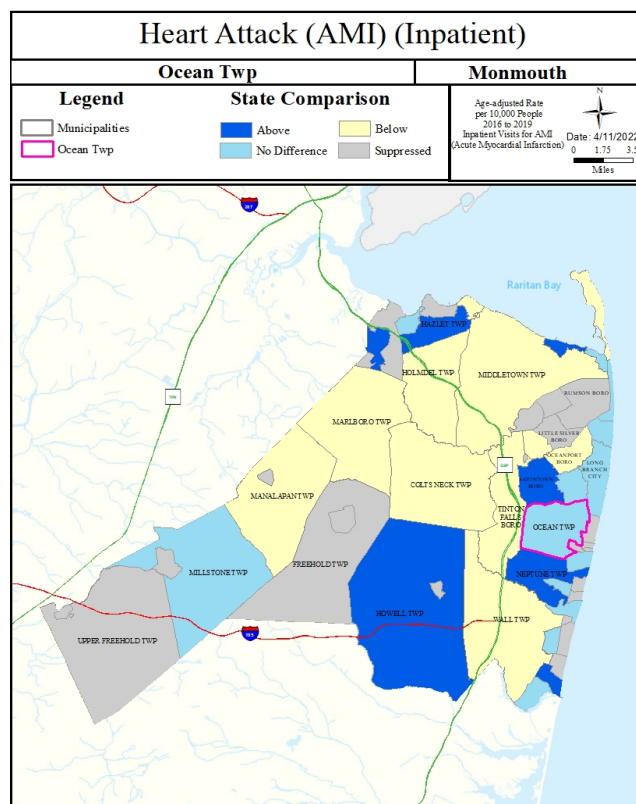 Heart Attack (AMI) (Inpatient)
Ocean Twp
Monmouth
Legend
Municipalities
Ocean Twp
State Comparison
Above
Below
No Difference
Suppressed
Age-adjusted Rate
per 10,000 People
2016 to 2019
Inpatient Visits for AMI
(Acute Myocardial Infarction)
N
Date: 4/11/2022
0 1.75 3.5
Miles
287
Raritan Bay
HAZLET TWP
HOLMDEL TWP
MIDDLETOWN TWP
RUMSON BORO
MARLBORO TWP
LITTLE SILVER
BORO
OCEANPORT
BORO
LONG
BRANCH
CITY
COLTS NECK TWP
EATONTOWN
BORO
MANALAPAN TWP
TINTON
FALLS
BORO
OCEAN TWP
FREEHOLD TWP
MILLSTONE TWP
NEPTUNE TWP
HOWELL TWP
WALL TWP
195
UPPER FREEHOLD TWP